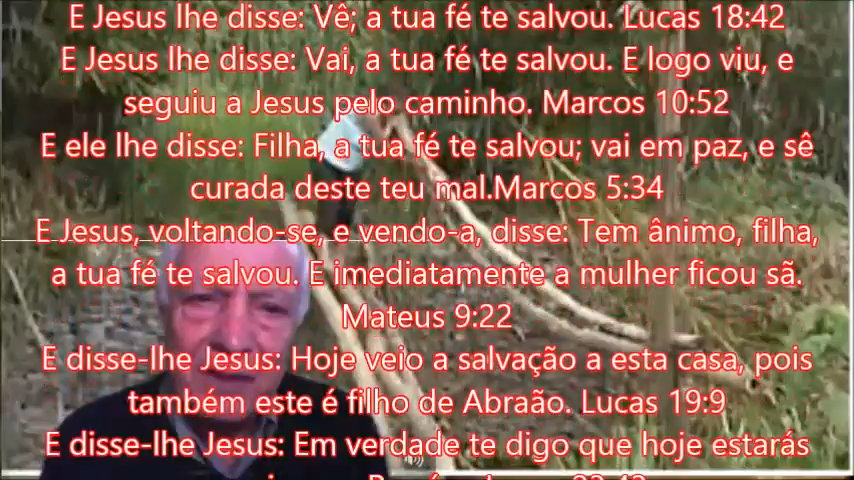 E Jesus lhe disse: Vê; a tua fé te salvou. Lucas 18:42
E Jesus lhe disse: Vai, a tua fé te salvou. E logo viu, e
seguiu a Jesus pelo caminho. Marcos 10:52
E ele lhe disse: Filha, a tua fé te salvou; vai em paz, e sê
curada deste teu mal.Marcos 5:34
E Jesus, voltando-se, e vendo-a, disse: Tem ânimo, filha,
a tua fé te salvou. E imediatamente a mulher ficou sã.
Mateus 9:22
E disse-lhe Jesus: Hoje veio a salvação a esta casa, pois
também este é filho de Abraão. Lucas 19:9
E disse-lhe Jesus: Em verdade te digo que hoje estarás